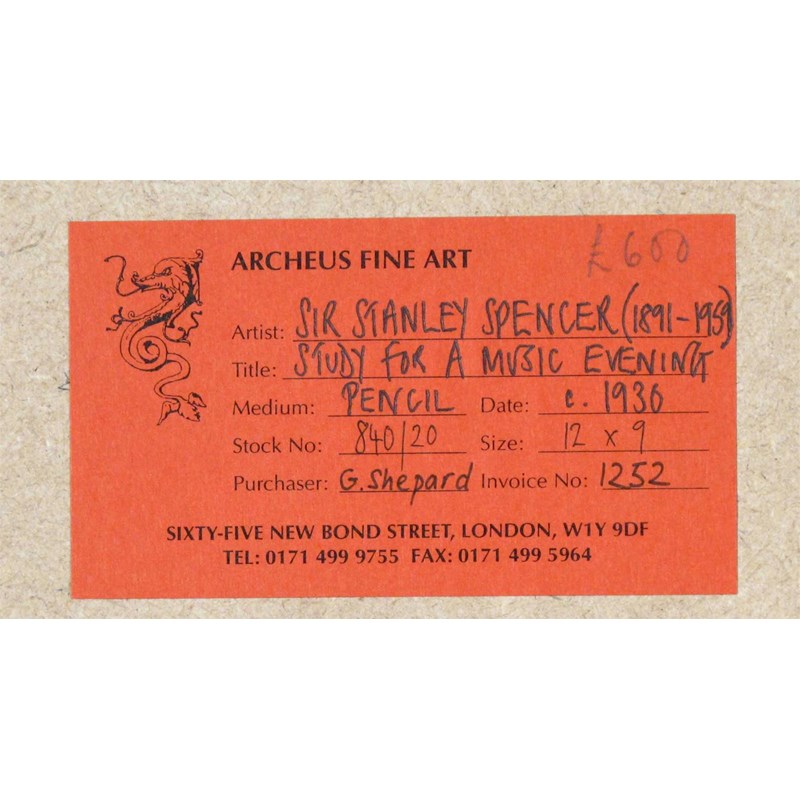 ARCHEUS FINE ART
£600
Artist: SIR STANLEY SPENCER (1891-1959)
Title: STUDY FOR A MUSIC EVENING
Medium: PENCIL Date: c. 1936
Stock No: 840/20 Size: 12 x 9
Purchaser: G. Shepard Invoice No: 1252
SIXTY-FIVE NEW BOND STREET, LONDON, W1Y 9DF
TEL: 0171 499 9755 FAX: 0171 499 5964